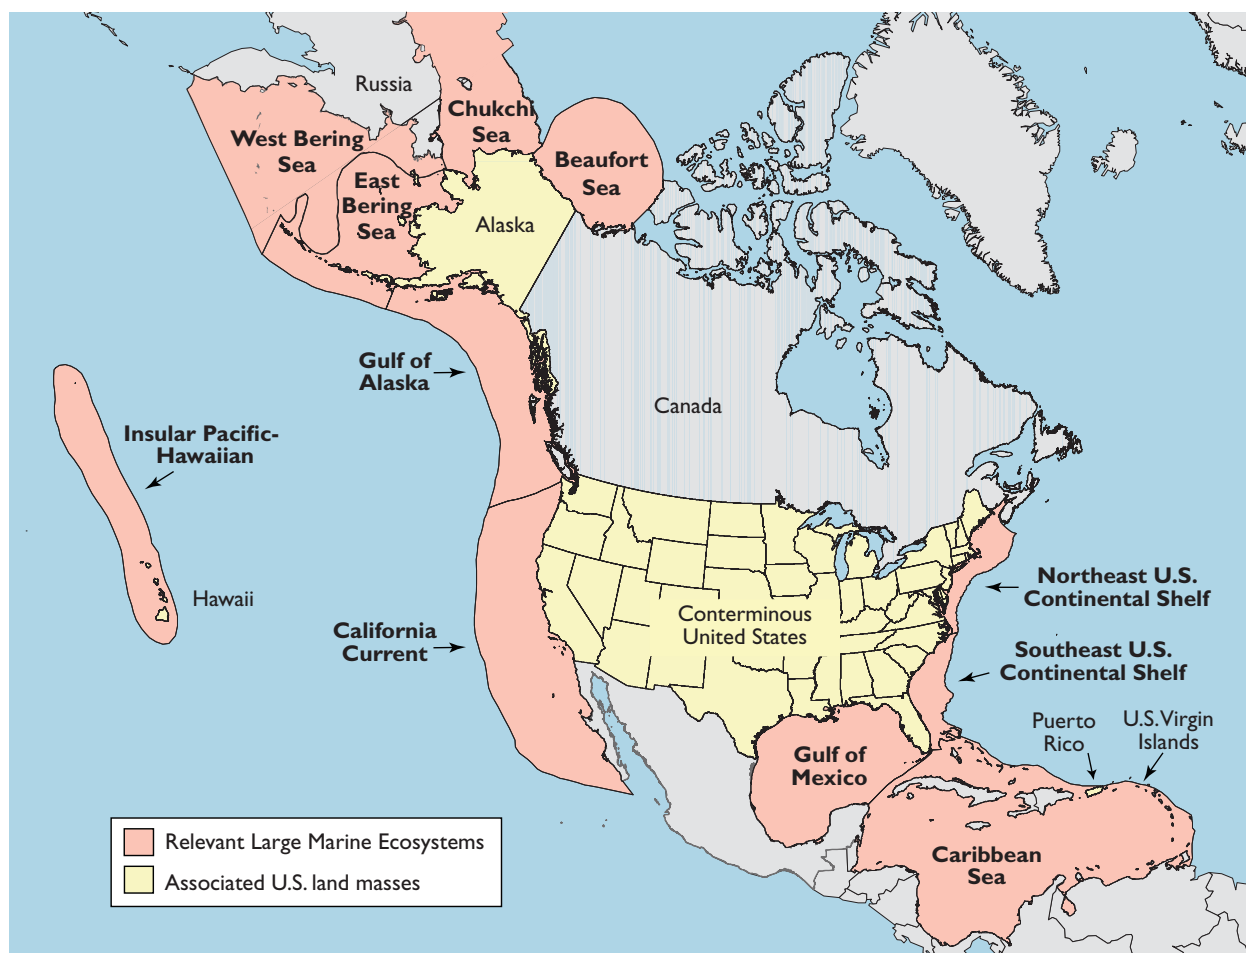 Russia
Chukchi
Sea
West Bering
Sea
Beaufort
Sea
East
Bering
Sea
Alaska
Gulf of
Alaska
Canada
Insular Pacific-
Hawaiian
Hawaii
California
Current
Conterminous
United States
Northeast U.S.
Continental Shelf
Southeast U.S.
Continental Shelf
Puerto
Rico
U.S. Virgin
Islands
Gulf of
Mexico
Caribbean
Sea
Relevant Large Marine Ecosystems
Associated U.S. land masses